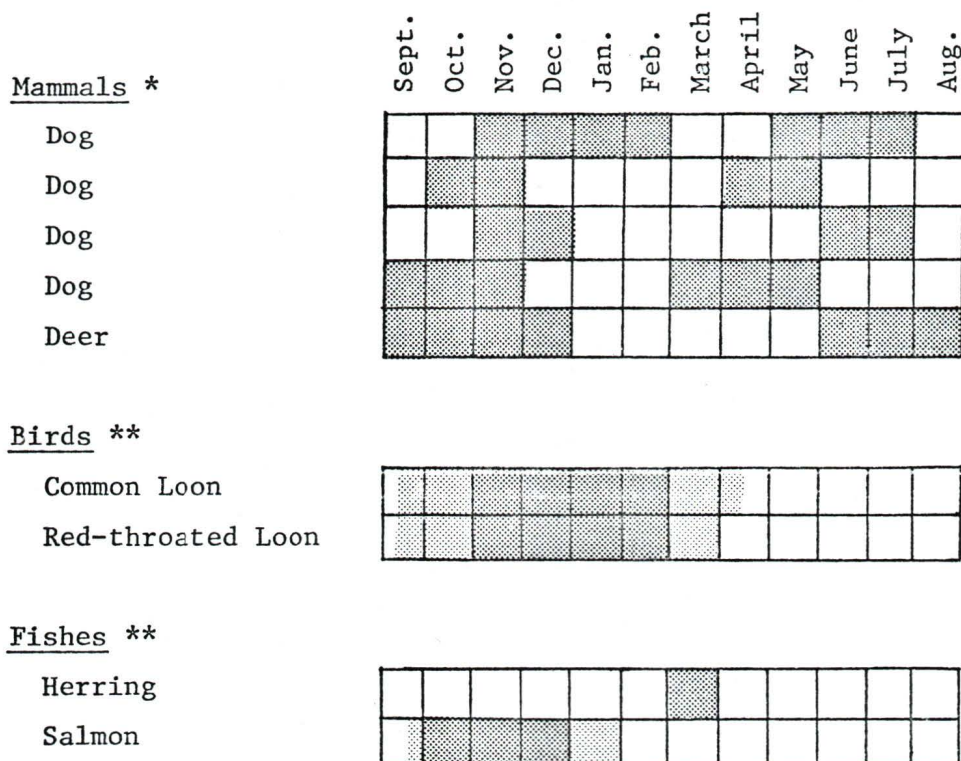 Sept. Oct. Nov. Dec. Jan. Feb. March April May June July Aug.
Mammals *
Dog
Dog
Dog
Dog
Deer
Birds **
Common Loon
Red-throated Loon
Fishes **
Herring
Salmon